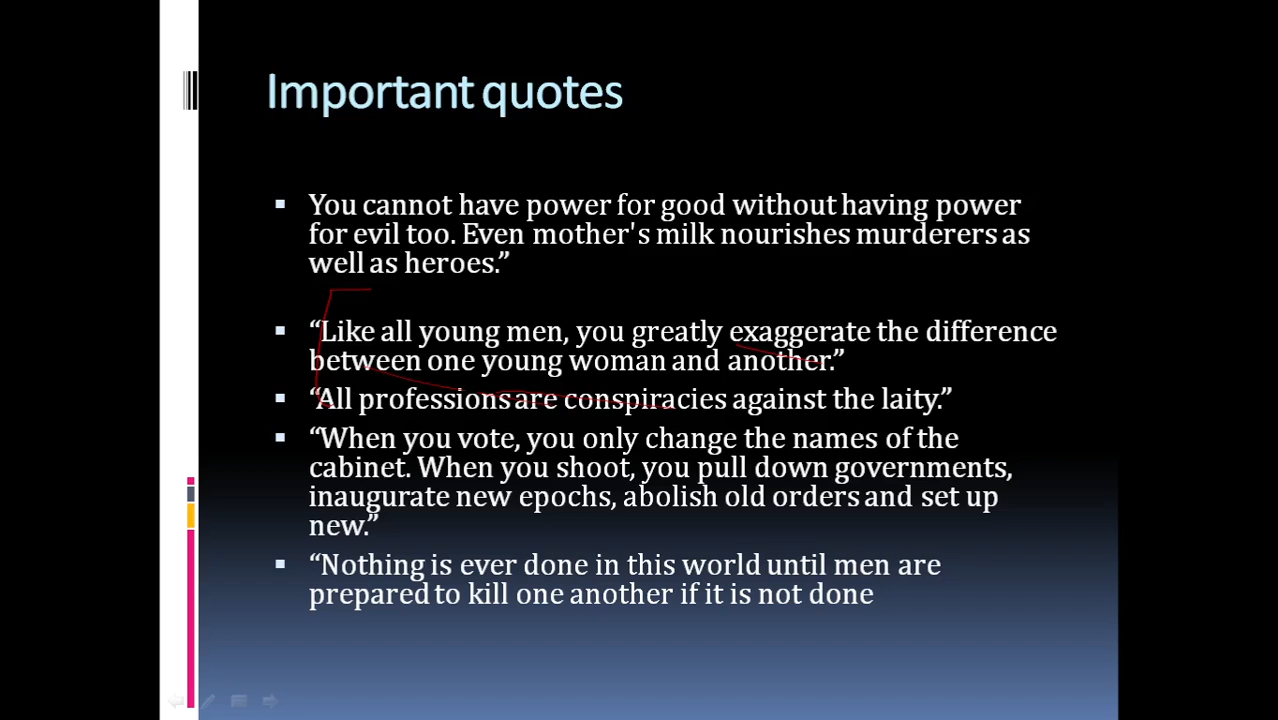 Important quotes
You cannot have power for good without having power
for evil too. Even mother's milk nourishes murderers as
well as heroes.”
“Like all young men, you greatly exaggerate the difference
between one young woman and another.”
“All professions are conspiracies against the laity.”
“When you vote, you only change the names of the
cabinet. When you shoot, you pull down governments,
inaugurate new epochs, abolish old orders and set up
new.”
“Nothing is ever done in this world until men are
prepared to kill one another if it is not done